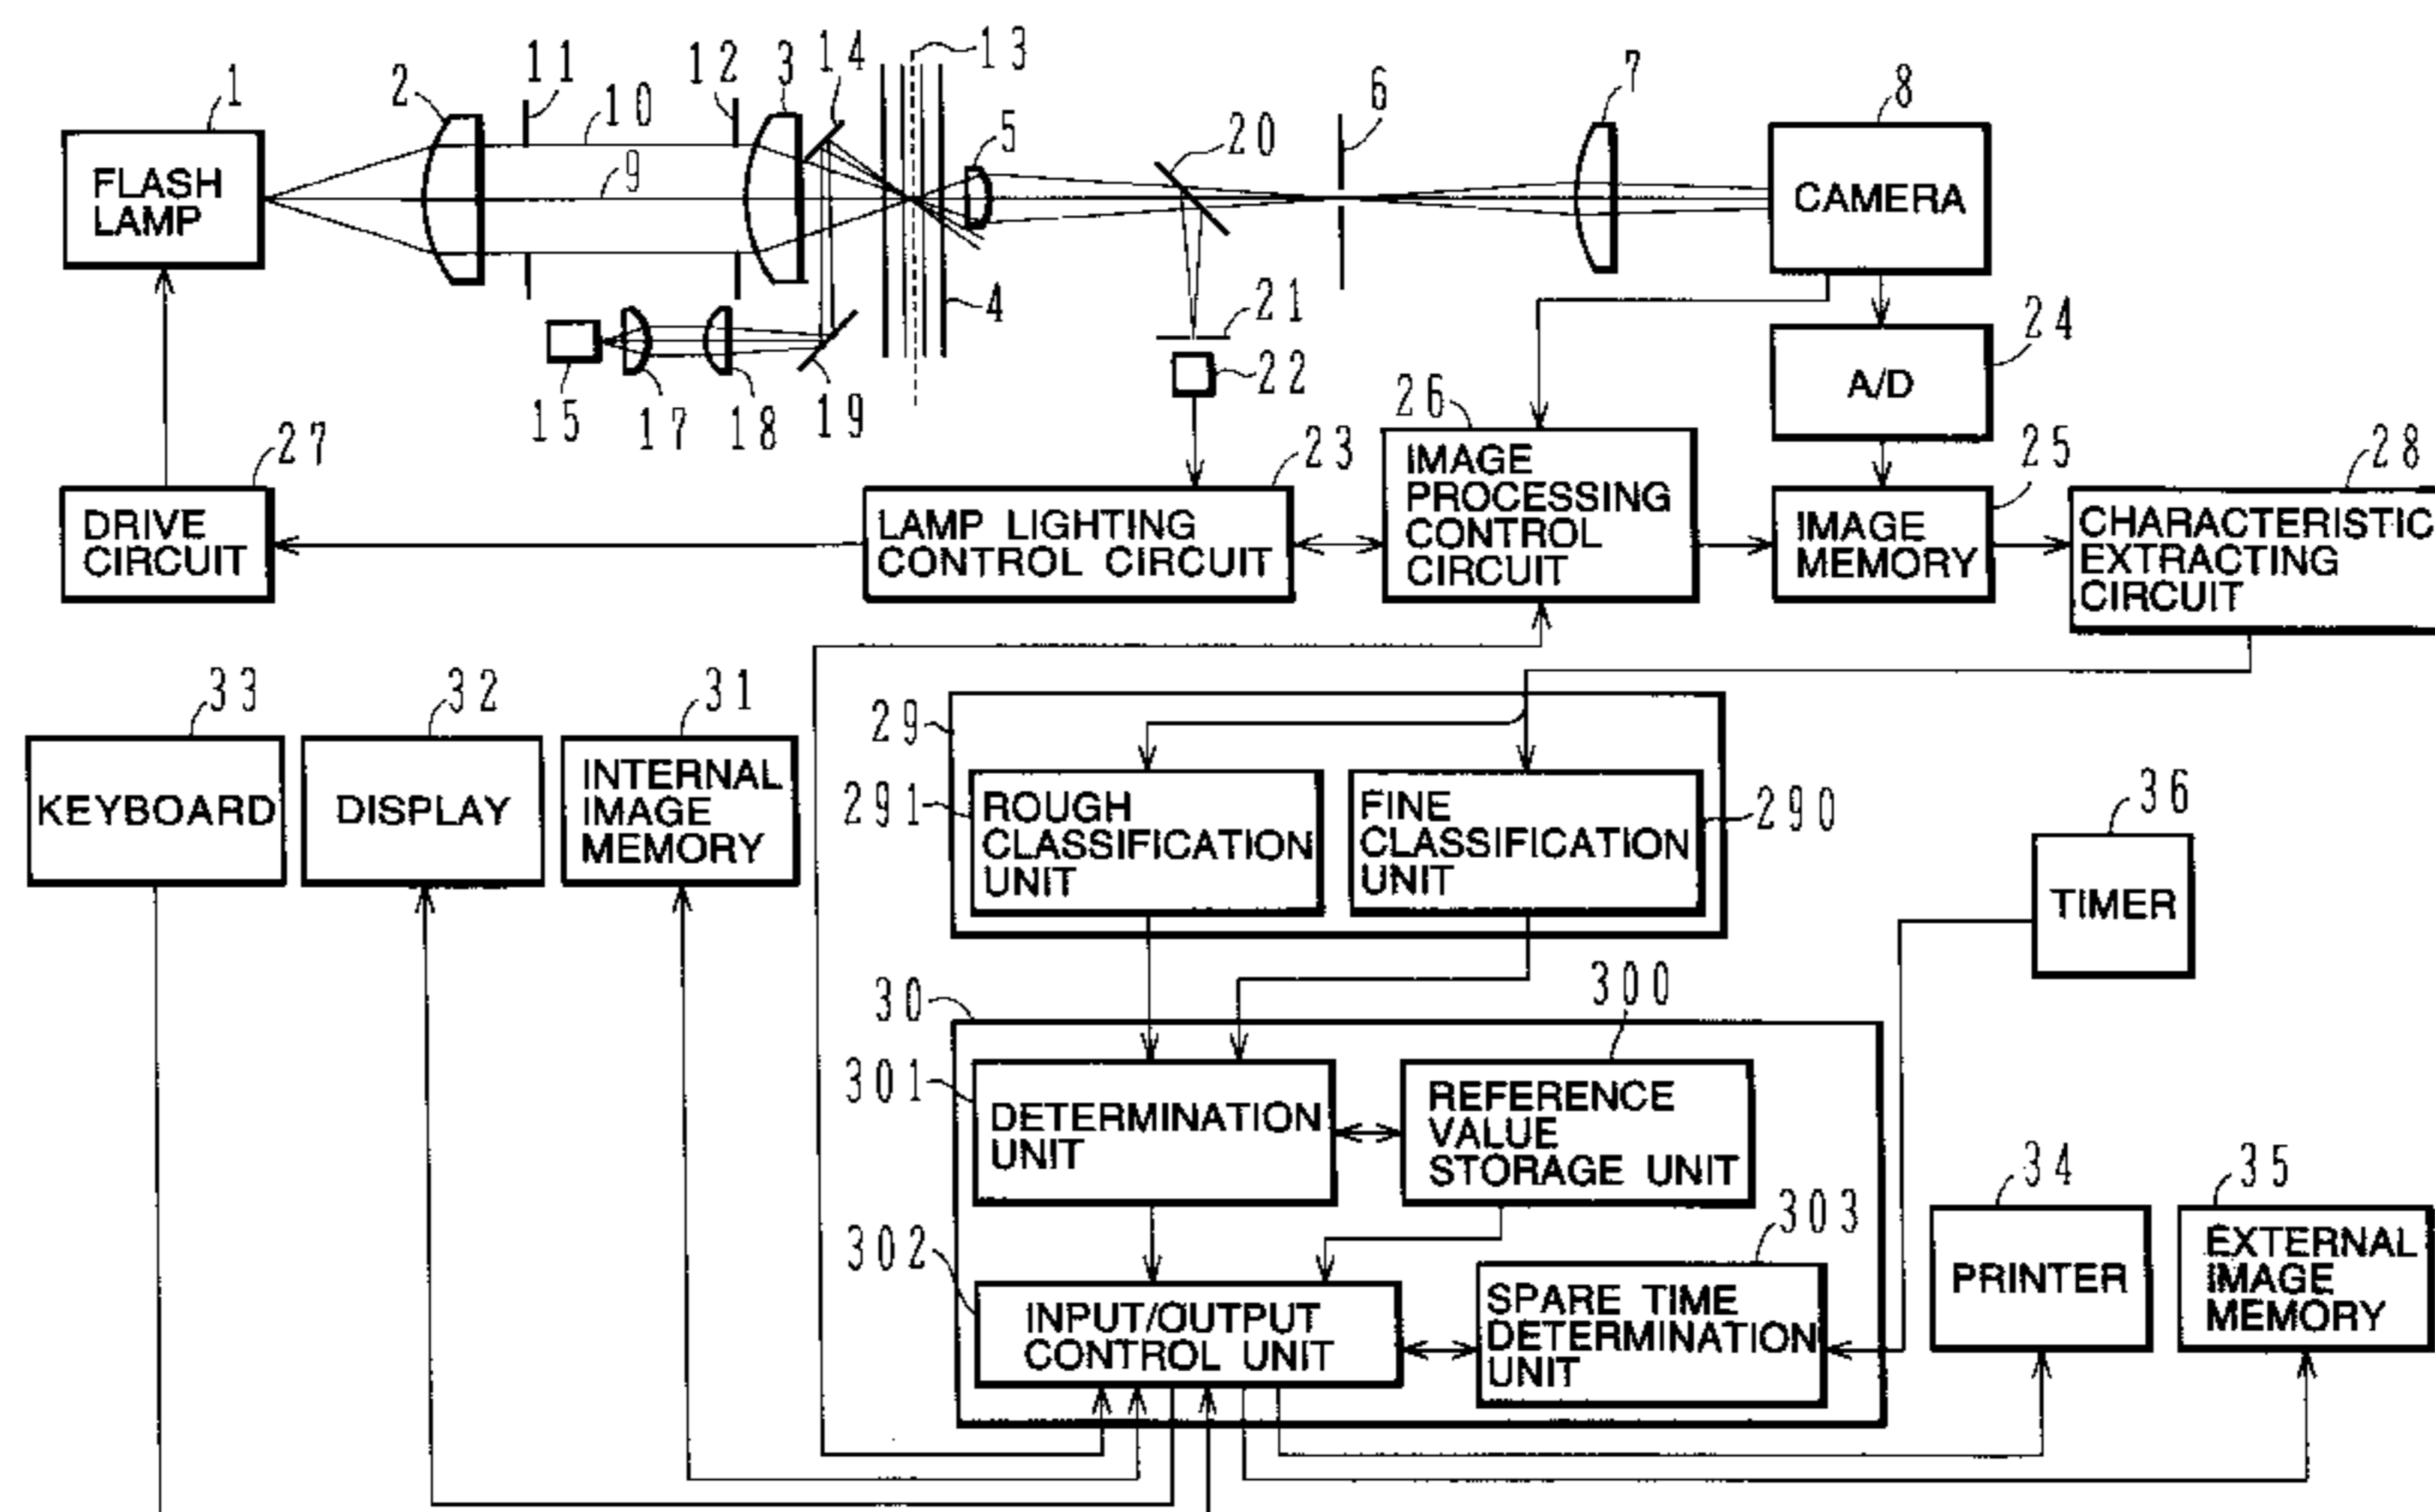 1
2
11
10
9
12
3
14
13
5
20
6
7
8
FLASH
LAMP
CAMERA
4
21
22
24
A/D
15
17
18
19
27
DRIVE
CIRCUIT
23
LAMP LIGHTING
CONTROL CIRCUIT
26
IMAGE
PROCESSING
CONTROL
CIRCUIT
25
IMAGE
MEMORY
28
CHARACTERISTIC
EXTRACTING
CIRCUIT
33
KEYBOARD
32
DISPLAY
31
INTERNAL
IMAGE
MEMORY
29
291
ROUGH
CLASSIFICATION
UNIT
FINE
CLASSIFICATION
UNIT
290
36
TIMER
30
300
301
DETERMINATION
UNIT
REFERENCE
VALUE
STORAGE UNIT
302
INPUT/OUTPUT
CONTROL UNIT
303
SPARE TIME
DETERMINATION
UNIT
34
PRINTER
35
EXTERNAL
IMAGE
MEMORY